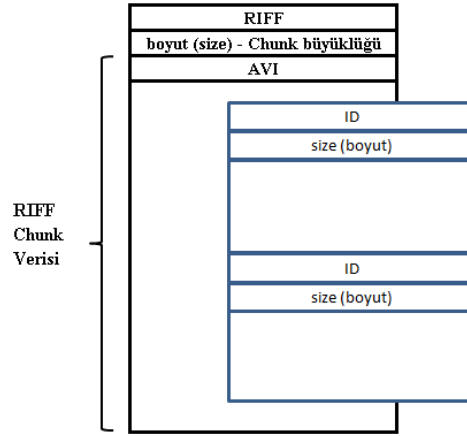 RIFF
boyut (size) - Chunk büyüklüğü
AVI
ID
size (boyut)
RIFF
Chunk
Verisi
ID
size (boyut)